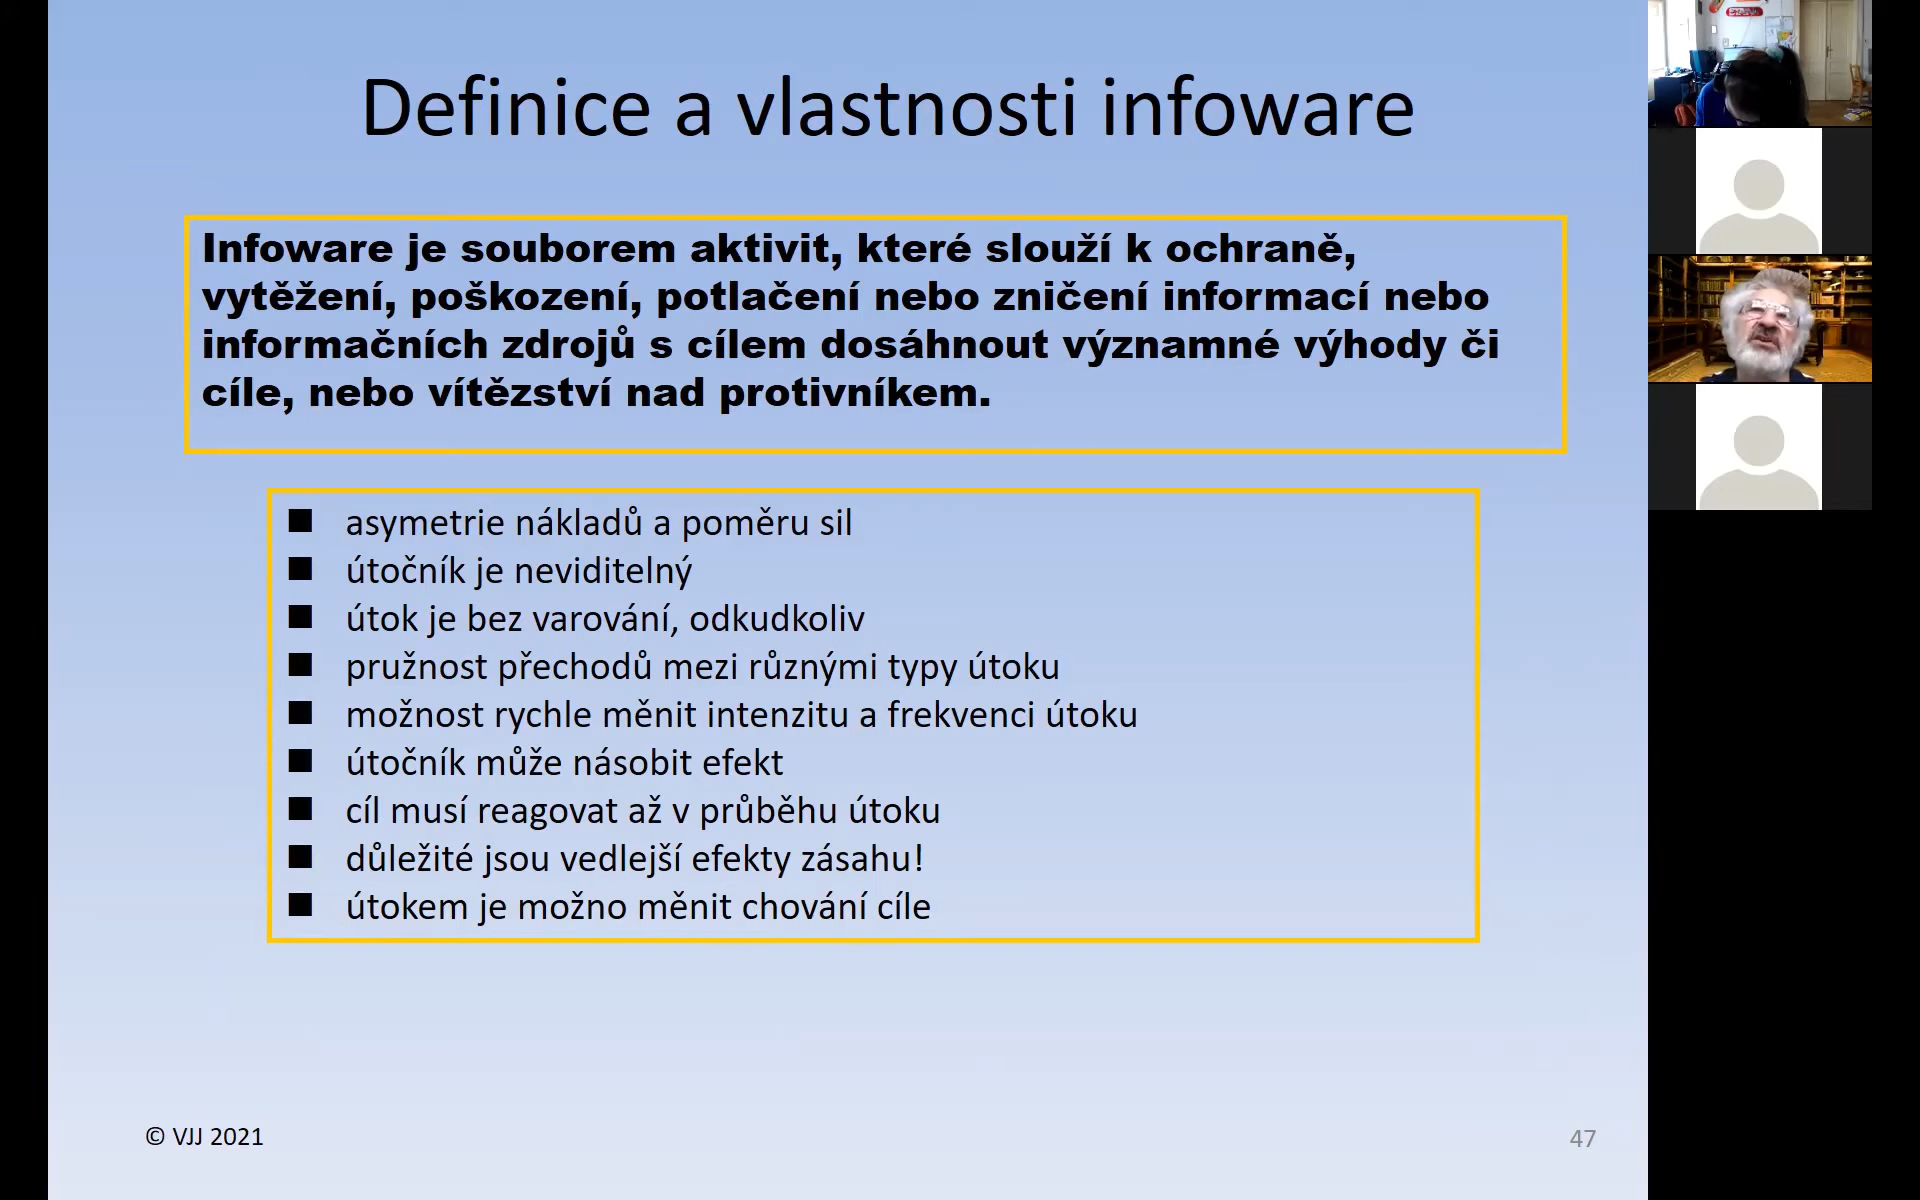 Definice a vlastnosti infoware
Infoware je souborem aktivit, které slouží k ochraně,
vytěžení, poškození, potlačení nebo zničení informací nebo
informačních zdrojů s cílem dosáhnout významné výhody či
cíle, nebo vítězství nad protivníkem.
■ asymetrie nákladů a poměru sil
■ útočník je neviditelný
■ útok je bez varování, odkudkoliv
■ pružnost přechodů mezi různými typy útoku
■ možnost rychle měnit intenzitu a frekvenci útoku
■ útočník může násobit efekt
■ cíl musí reagovat až v průběhu útoku
■ důležité jsou vedlejší efekty zásahu!
■ útokem je možno měnit chování cíle
© VJJ 2021
47